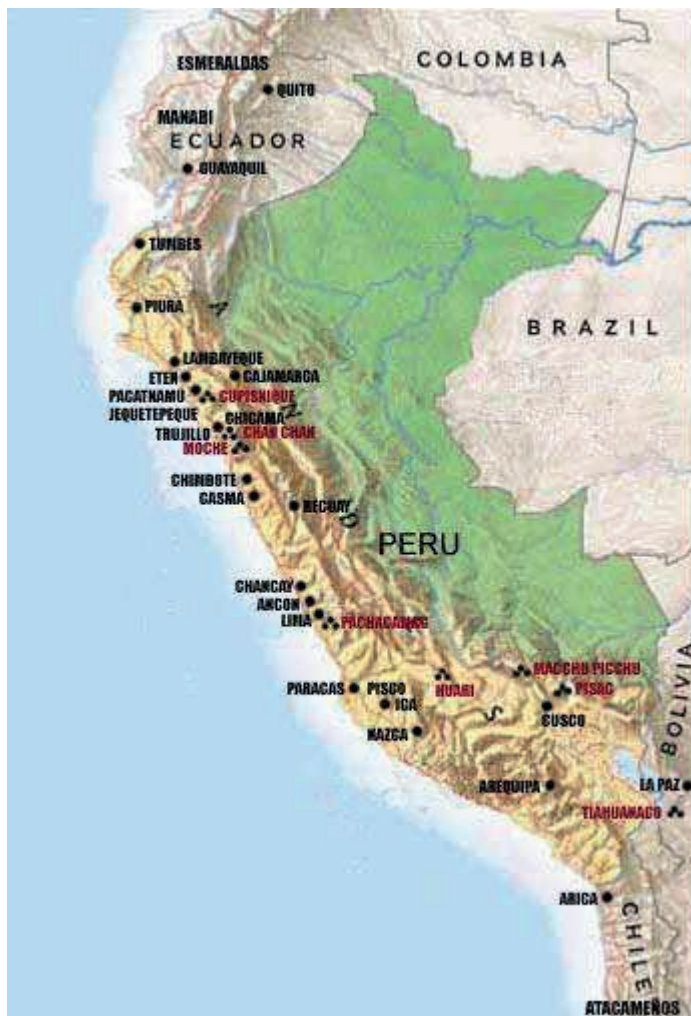 COLOMBIA
ESMERALDAS
QUITO
MANABI
ECUADOR
GUAYAQUIL
TUMBES
PIURA
BRAZIL
LAMBAYEQUE
ETEN
CAJAMARCA
PACATNAMU
CUPISNIQUE
JEQUETEPEQUE
CHICAMA
TRUJILLO
CHAN CHAN
MOCHE
CHIMBOTE
CASMA
RECUAY
ANDES
PERU
CHANCAY
ANCON
LIMA
PACHACAMAC
MACCHU PICCHU
PARACAS
PISCO
HUARI
PISAC
ICA
CUSCO
NAZCA
BOLIVIA
AREQUIPA
LA PAZ
TIAHUANACO
ARICA
CHILE
ATACAMEÑOS